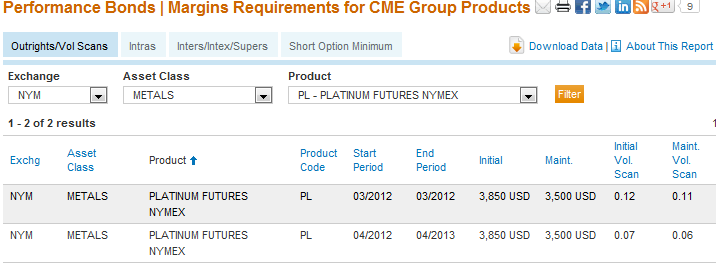 Performance Bonds | Margins Requirements for CME Group Products +1 9
Outrights/Vol Scans Intras Inters/Intex/Supers Short Option Minimum Download Data | About This Report
Exchange Asset Class Product
NYM METALS PL - PLATINUM FUTURES NYMEX Filter
1 - 2 of 2 results 1
Exchg Asset Class Product Product Code Start Period End Period Initial Maint. Initial Vol. Scan Maint. Vol. Scan
NYM METALS PLATINUM FUTURES NYMEX PL 03/2012 03/2012 3,850 USD 3,500 USD 0.12 0.11
NYM METALS PLATINUM FUTURES NYMEX PL 04/2012 04/2013 3,850 USD 3,500 USD 0.07 0.06